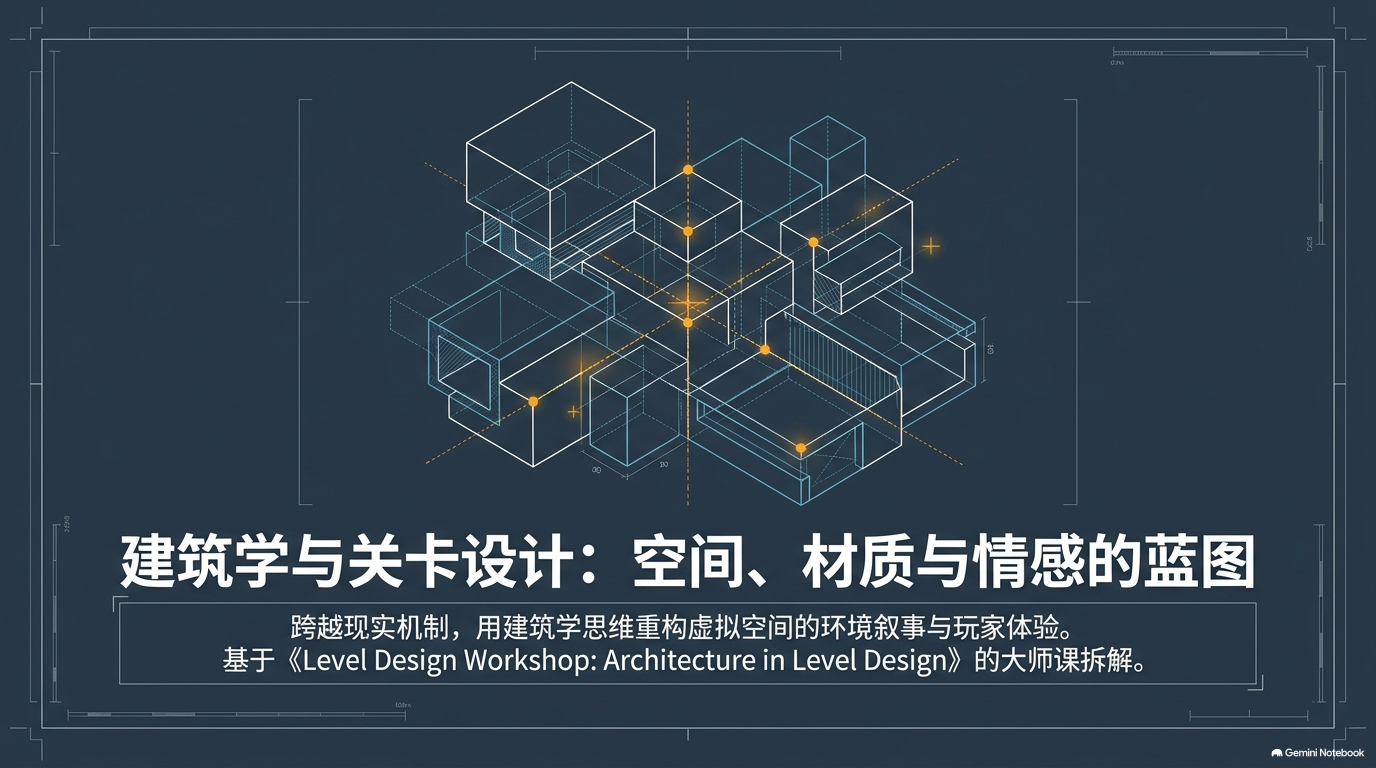 建筑学与关卡设计：空间、材质与情感的蓝图
跨越现实机制，用建筑学思维重构虚拟空间的环境叙事与玩家体验。
基于《Level Design Workshop: Architecture in Level Design》的大师课拆解。
Gemini Notebook